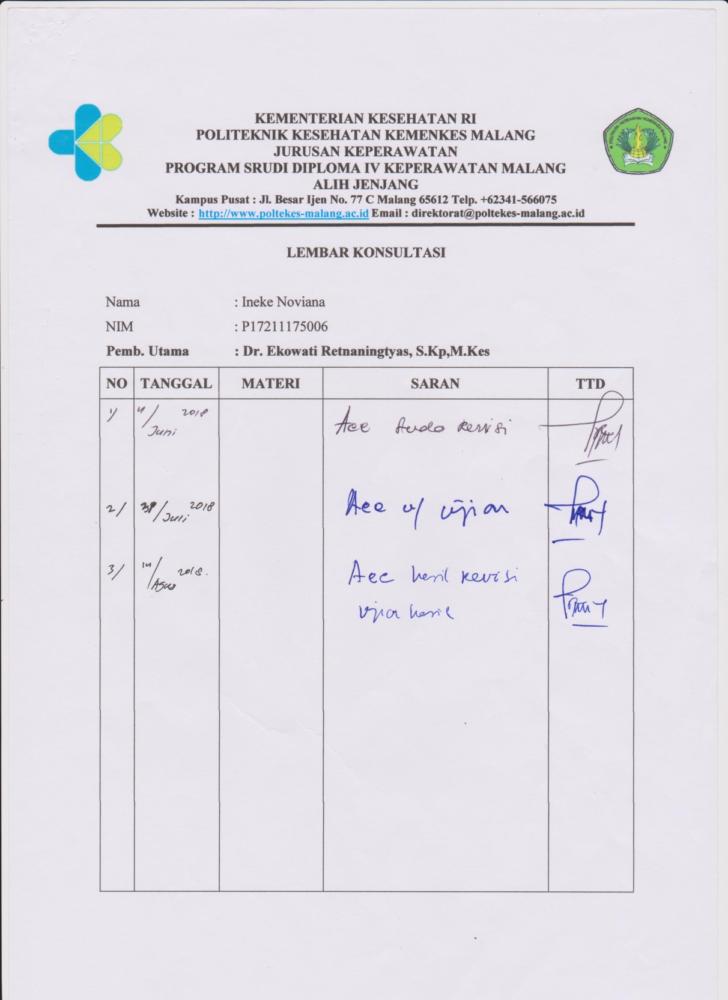 KEMENTERIAN KESEHATAN RI
POLITEKNIK KESEHATAN KEMENKES MALANG
JURUSAN KEPERAWATAN
PROGRAM SRUDI DIPLOMA IV KEPERAWATAN MALANG
ALIH JENJANG
Kampus Pusat : Jl. Besar Ijen No. 77 C Malang 65612 Telp. +62341-566075
Website : http://www.poltekes-malang.ac.id Email : direktorat@poltekes-malang.ac.id
POLITEKNIK KESEHATAN KEMENKES MALANG
LEMBAR KONSULTASI
Nama : Ineke Noviana
NIM : P17211175006
Pemb. Utama : Dr. Ekowati Retnaningtyas, S.Kp,M.Kes
NO TANGGAL MATERI SARAN TTD
1/ Juni 2018 Acc revisi
2/ 31/Juli 2018 Acc u/ ujian
3/ 14/Agus 2018. Acc hasil revisi
ujian hasil